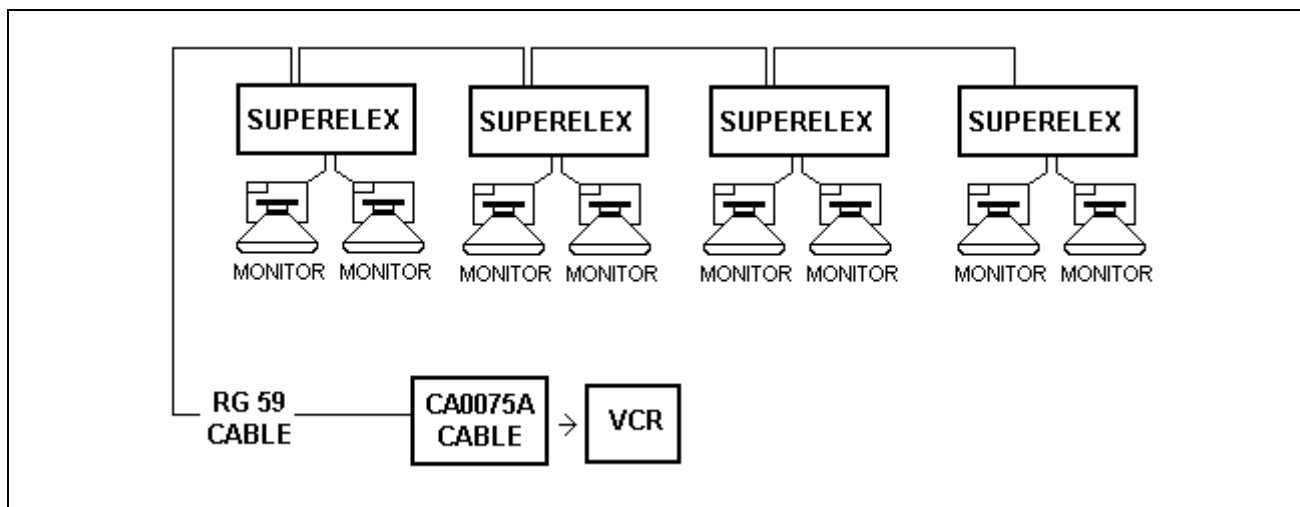 SUPERELEX SUPERELEX SUPERELEX SUPERELEX
MONITOR MONITOR MONITOR MONITOR MONITOR MONITOR MONITOR MONITOR
RG 59
CABLE
CA0075A
CABLE
VCR